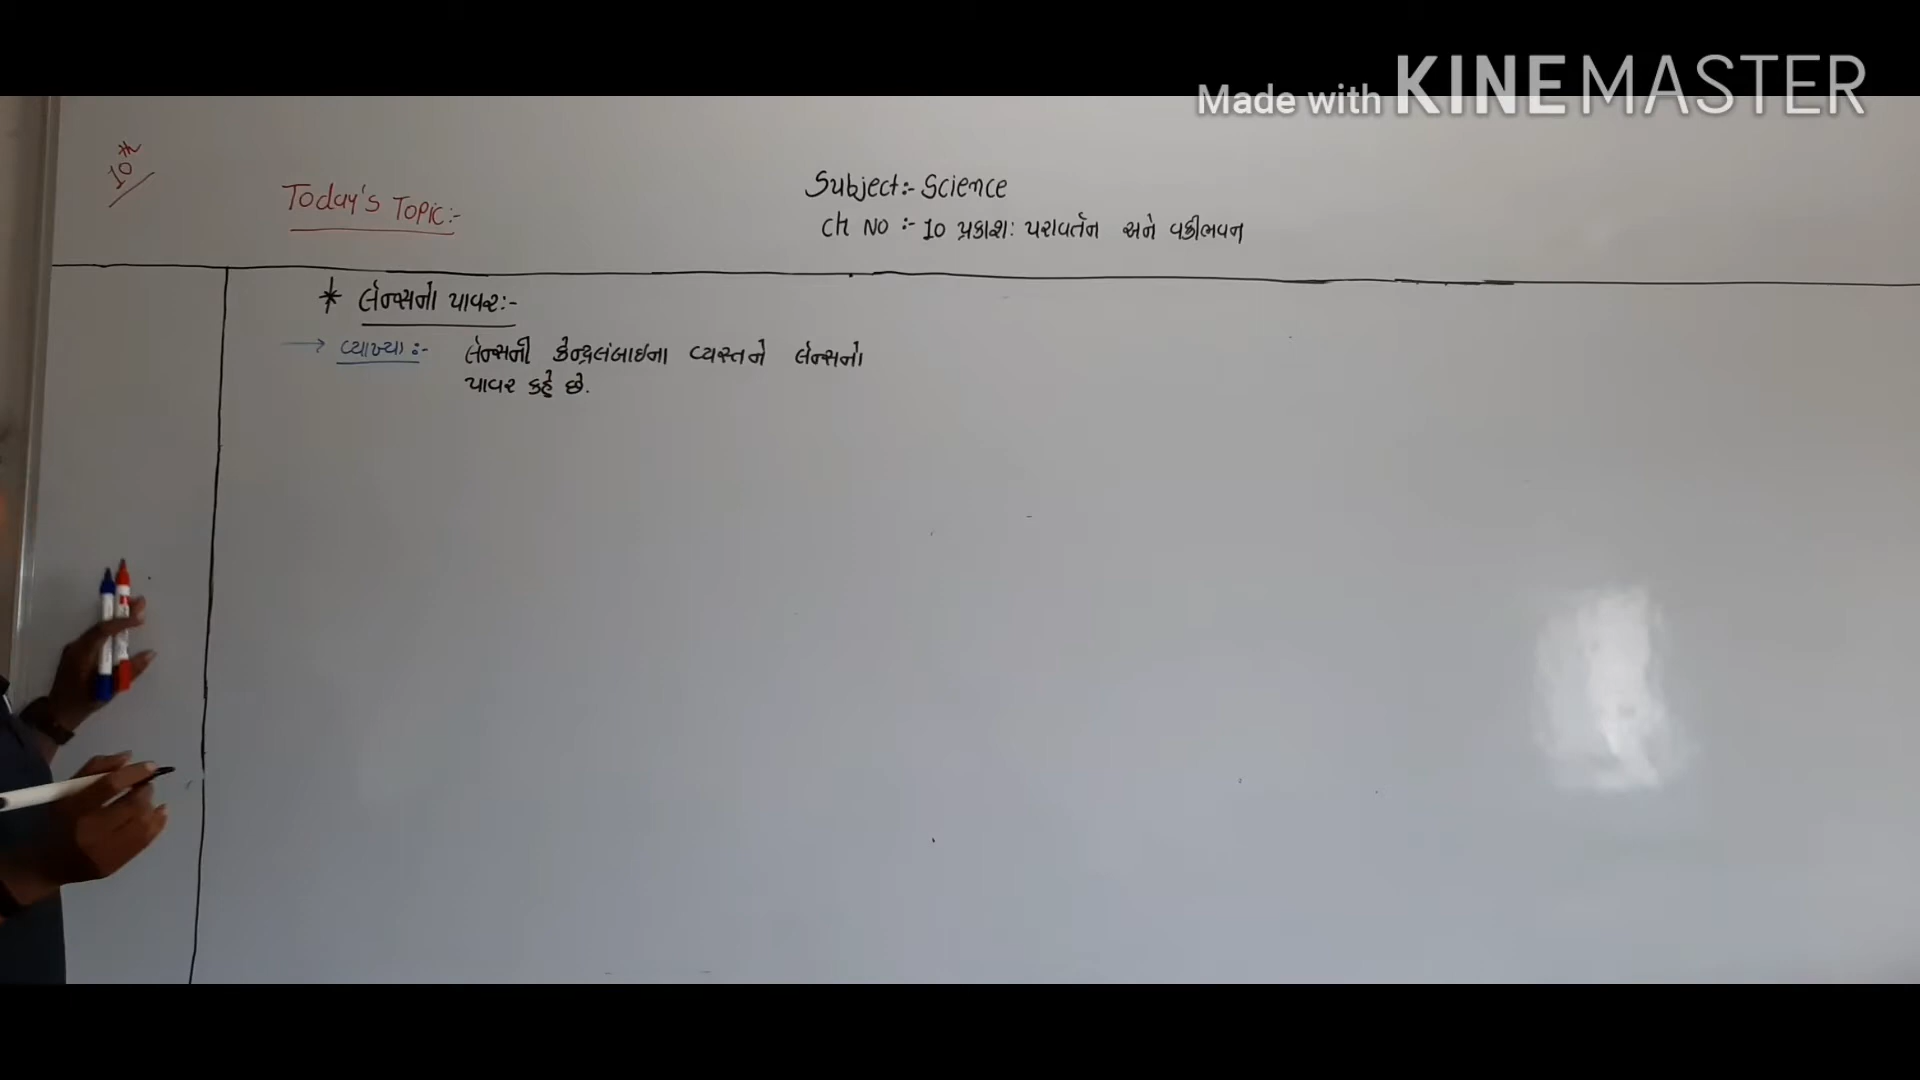 Made with KINEMASTER
10th
Today's Topic:-
Subject:- Science
Ch NO :- 10 પ્રકાશ: પરાવર્તન અને વક્રીભવન
* લેન્સનો પાવર:-
→ વ્યાખ્યા :- લેન્સની કેન્દ્રલંબાઇના વ્યસ્તને લેન્સનો
પાવર કહે છે.